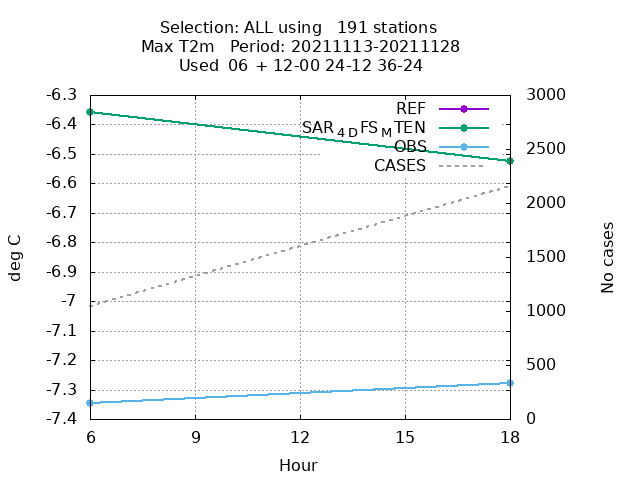 Selection: ALL using   191 stations
Max T2m   Period: 20211113-20211128
Used  06 + 12-00 24-12 36-24
REF
SAR4DFSMTEN
OBS
CASES
-6.3
-6.4
-6.5
-6.6
-6.7
-6.8
-6.9
-7
-7.1
-7.2
-7.3
-7.4
deg C
3000
2500
2000
1500
1000
500
0
No cases
6 9 12 15 18
Hour